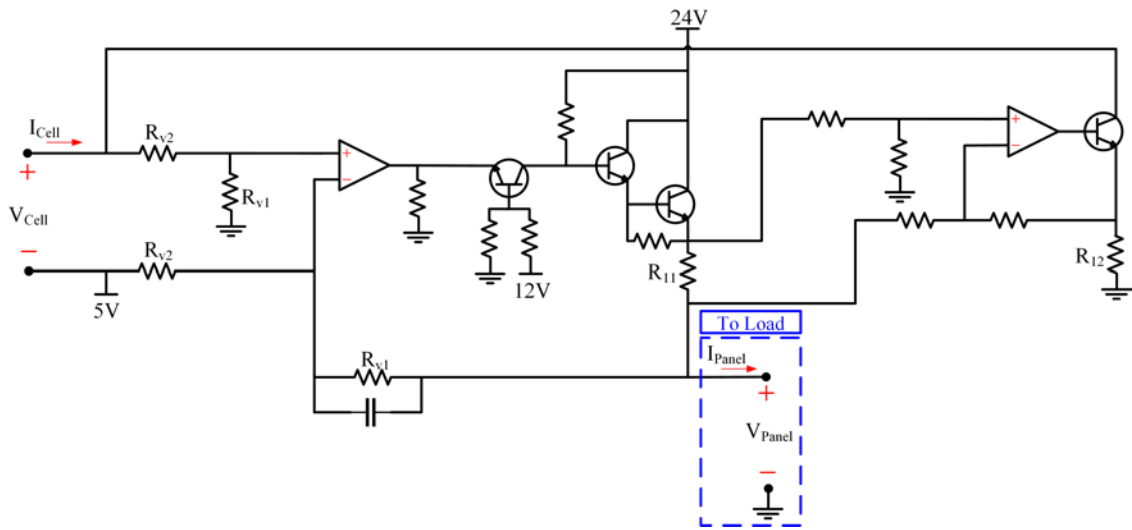 24V
I_Cell
R_v2
+
-
+
-
+
R_v1
V_Cell
-
R_v2
12V
R_11
R_12
5V
To Load
R_v1
I_Panel
+
V_Panel
-